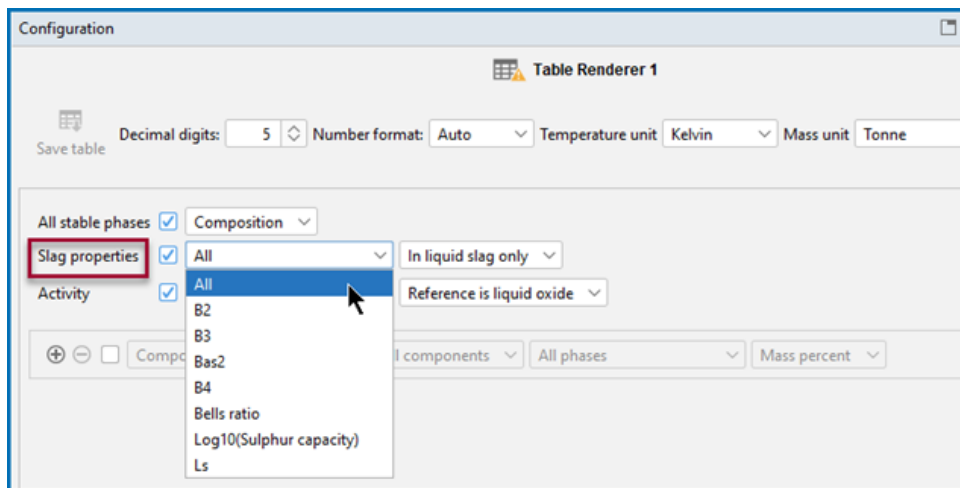 Configuration
Table Renderer 1
Save table
Decimal digits: 5 Number format: Auto Temperature unit Kelvin Mass unit Tonne
All stable phases Composition
Slag properties All In liquid slag only
Activity Reference is liquid oxide
All
B2
B3
Bas2
B4
Bells ratio
Log10(Sulphur capacity)
Ls
All phases Mass percent